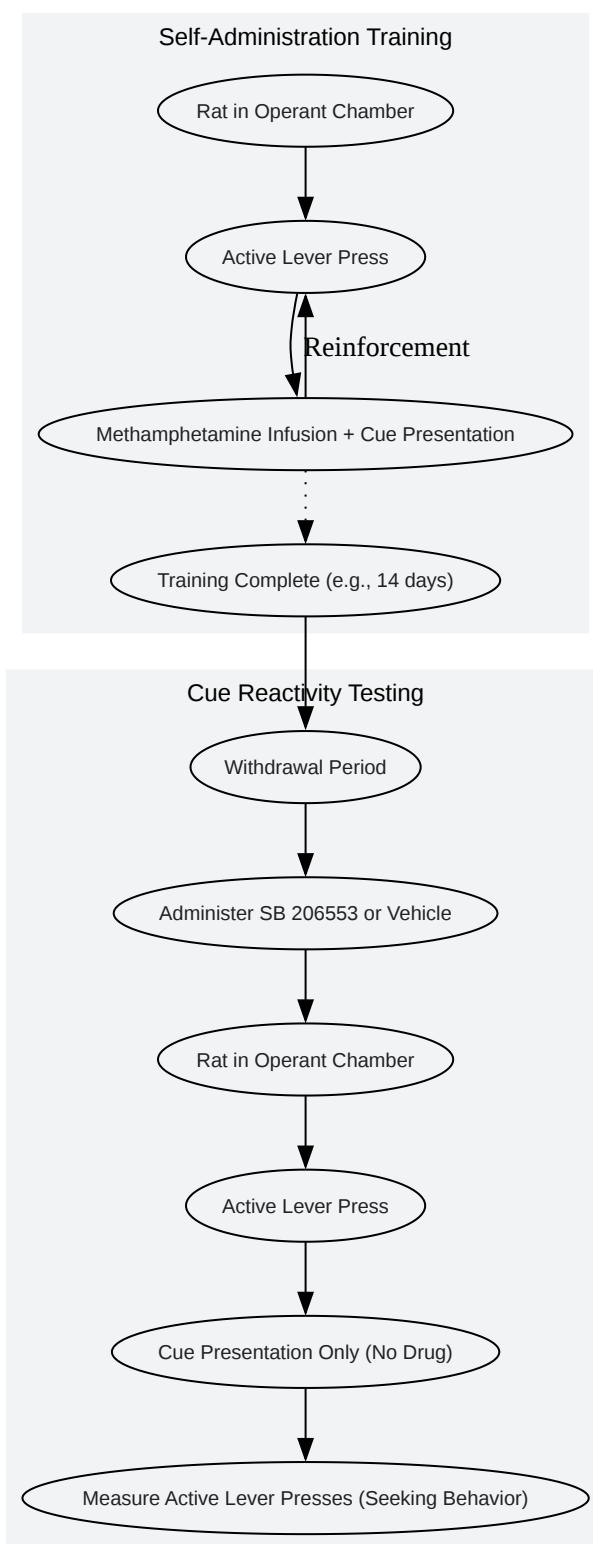 Self-Administration Training
Rat in Operant Chamber
Active Lever Press
Reinforcement
Methamphetamine Infusion + Cue Presentation
Training Complete (e.g., 14 days)
Cue Reactivity Testing
Withdrawal Period
Administer SB 206553 or Vehicle
Rat in Operant Chamber
Active Lever Press
Cue Presentation Only (No Drug)
Measure Active Lever Presses (Seeking Behavior)